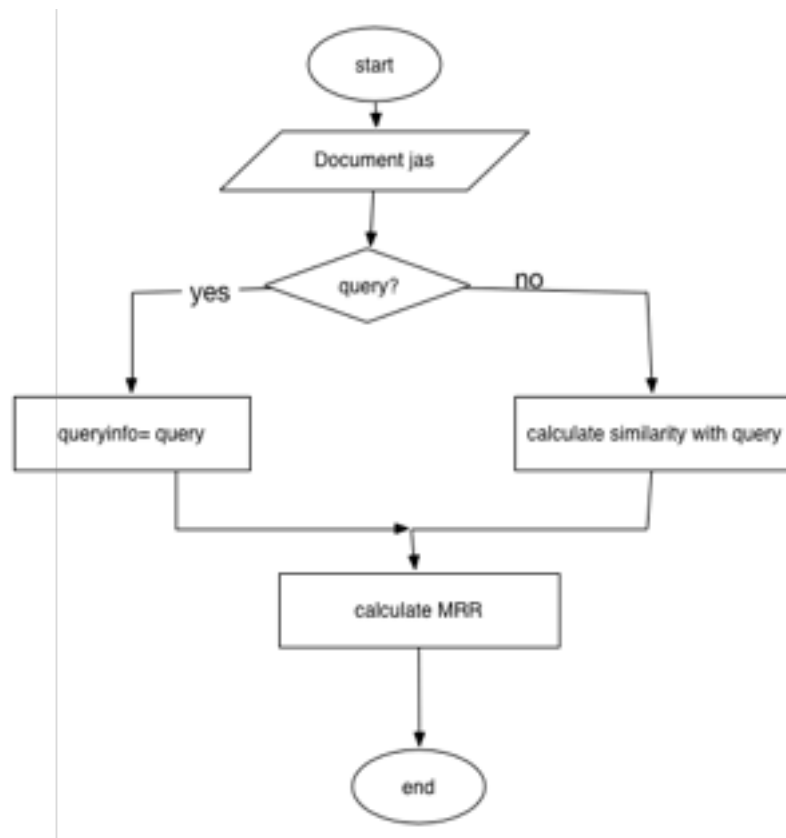 start
Document jas
query?
yes
no
queryinfo= query
calculate similarity with query
calculate MRR
end